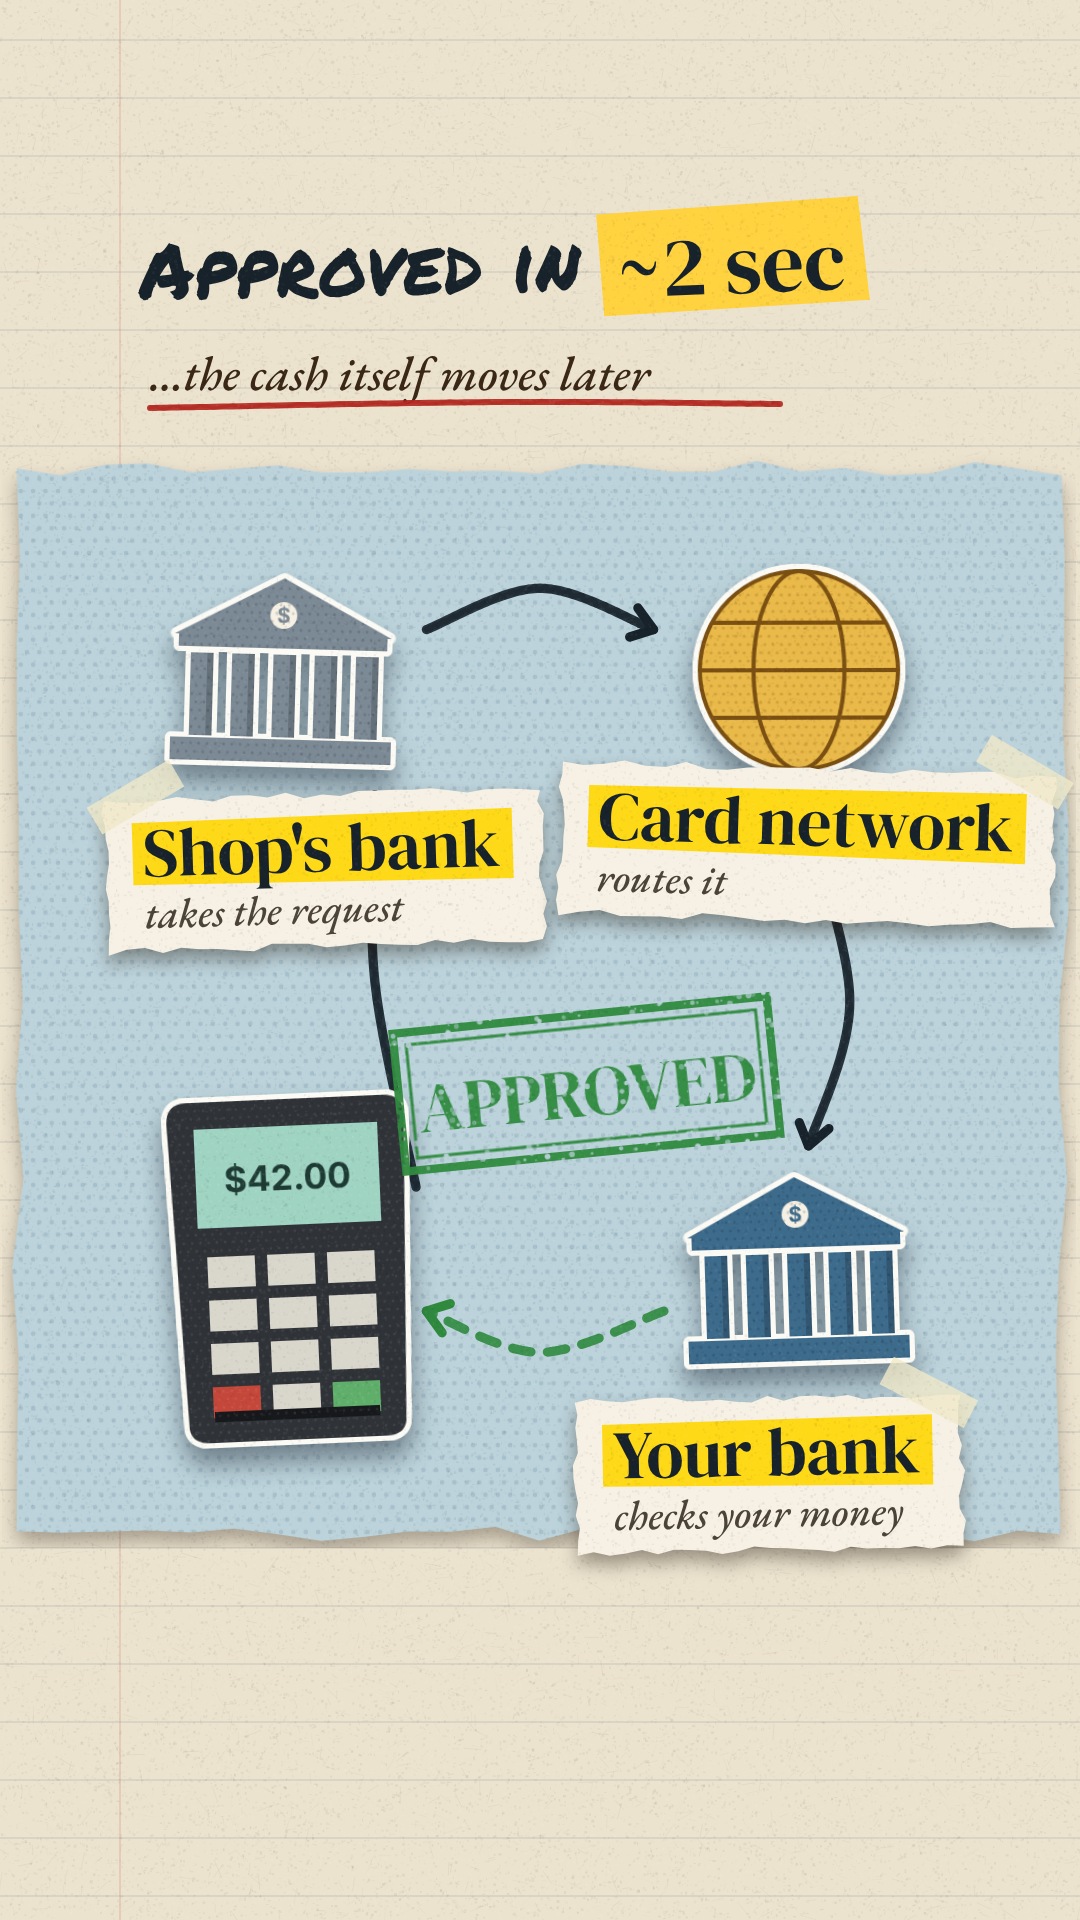 APPROVED IN ~2 sec
...the cash itself moves later
$
Shop's bank
takes the request
Card network
routes it
APPROVED
$42.00
$
Your bank
checks your money